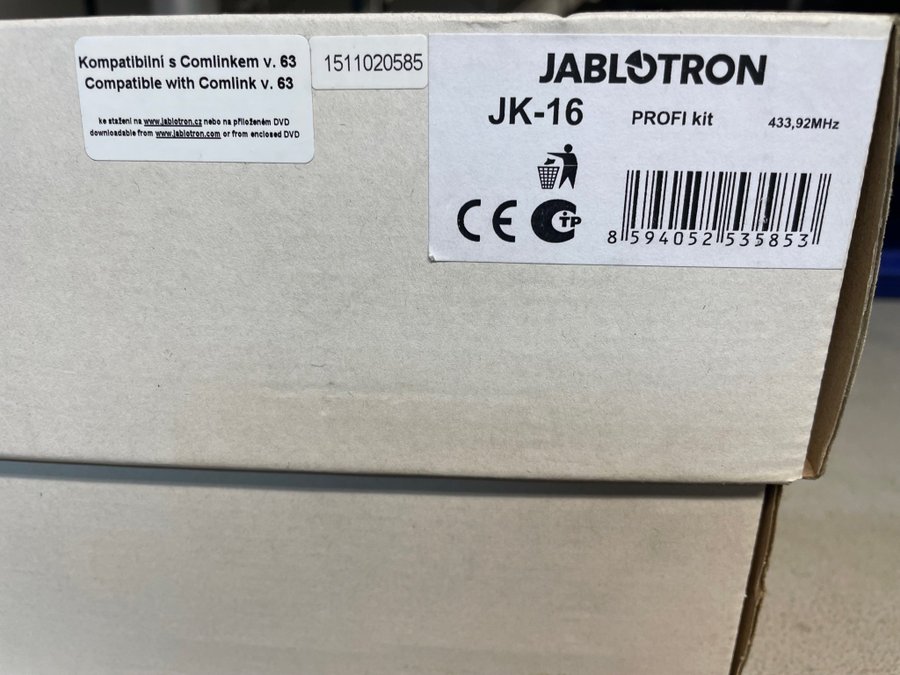 Kompatibilní s Comlinkem v. 63
Compatible with Comlink v. 63
ke stažení na www.jablotron.cz nebo na přiloženém DVD
downloadable from www.jablotron.com or from enclosed DVD
1511020585
JABLOTRON
JK-16 PROFI kit 433,92MHz
CE CTP
8 594052 535853